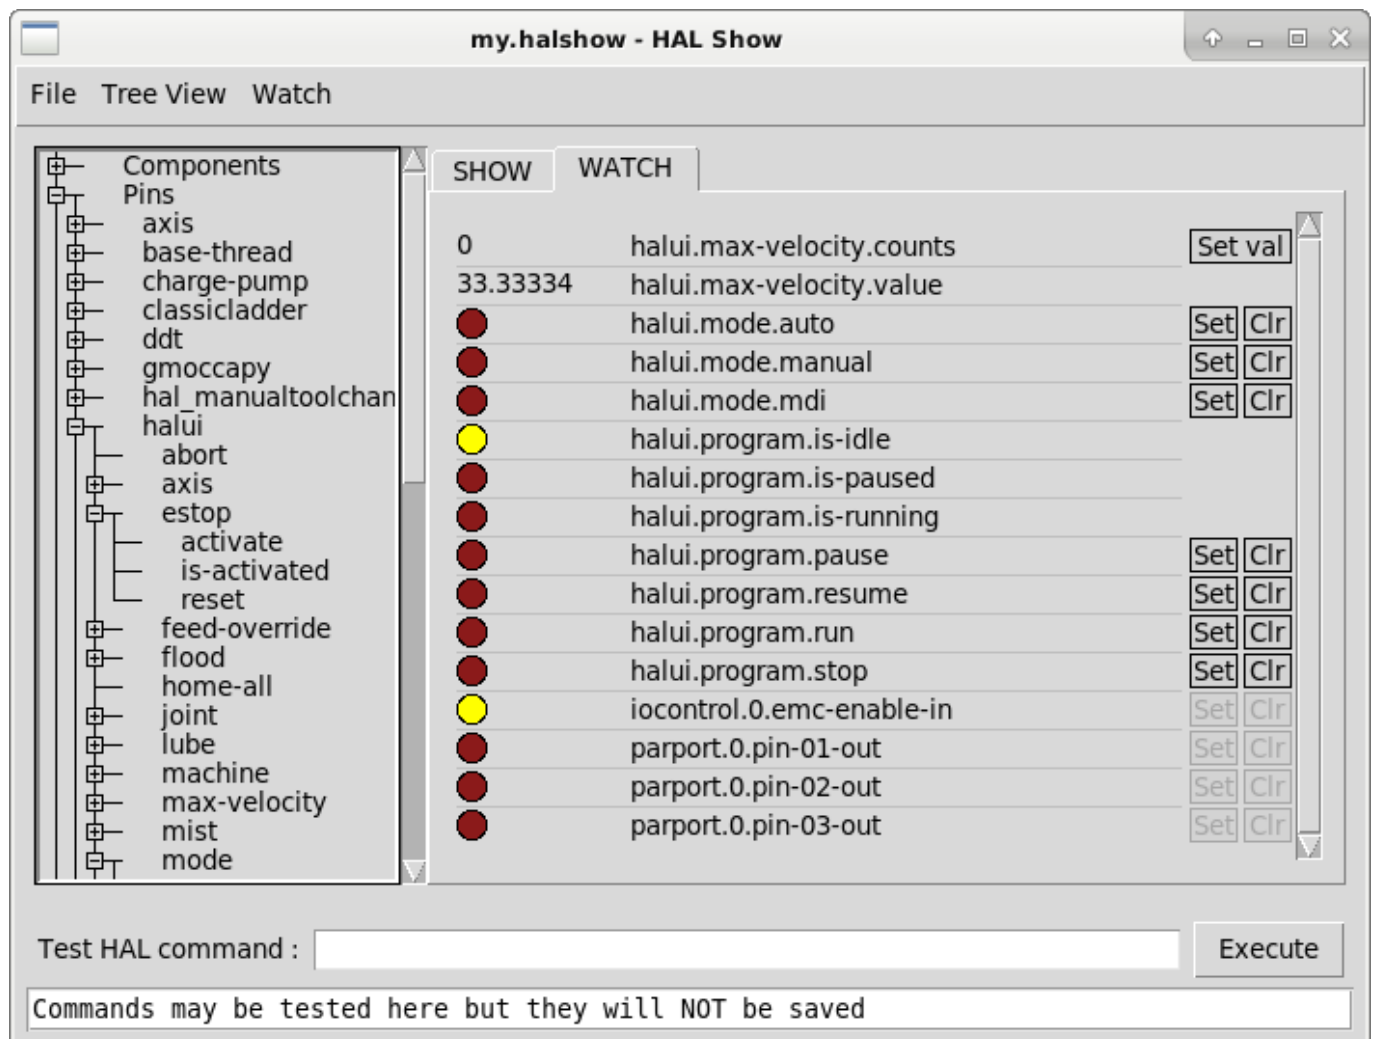 my.halshow - HAL Show
File Tree View Watch
Components
Pins
axis
base-thread
charge-pump
classicladder
ddt
gmoccapy
hal_manualtoolchan
halui
abort
axis
estop
activate
is-activated
reset
feed-override
flood
home-all
joint
lube
machine
max-velocity
mist
mode
SHOW WATCH
0 halui.max-velocity.counts Set val
33.33334 halui.max-velocity.value
halui.mode.auto Set Clr
halui.mode.manual Set Clr
halui.mode.mdi Set Clr
halui.program.is-idle
halui.program.is-paused
halui.program.is-running
halui.program.pause Set Clr
halui.program.resume Set Clr
halui.program.run Set Clr
halui.program.stop Set Clr
iocontrol.0.emc-enable-in Set Clr
parport.0.pin-01-out Set Clr
parport.0.pin-02-out Set Clr
parport.0.pin-03-out Set Clr
Test HAL command : Execute
Commands may be tested here but they will NOT be saved